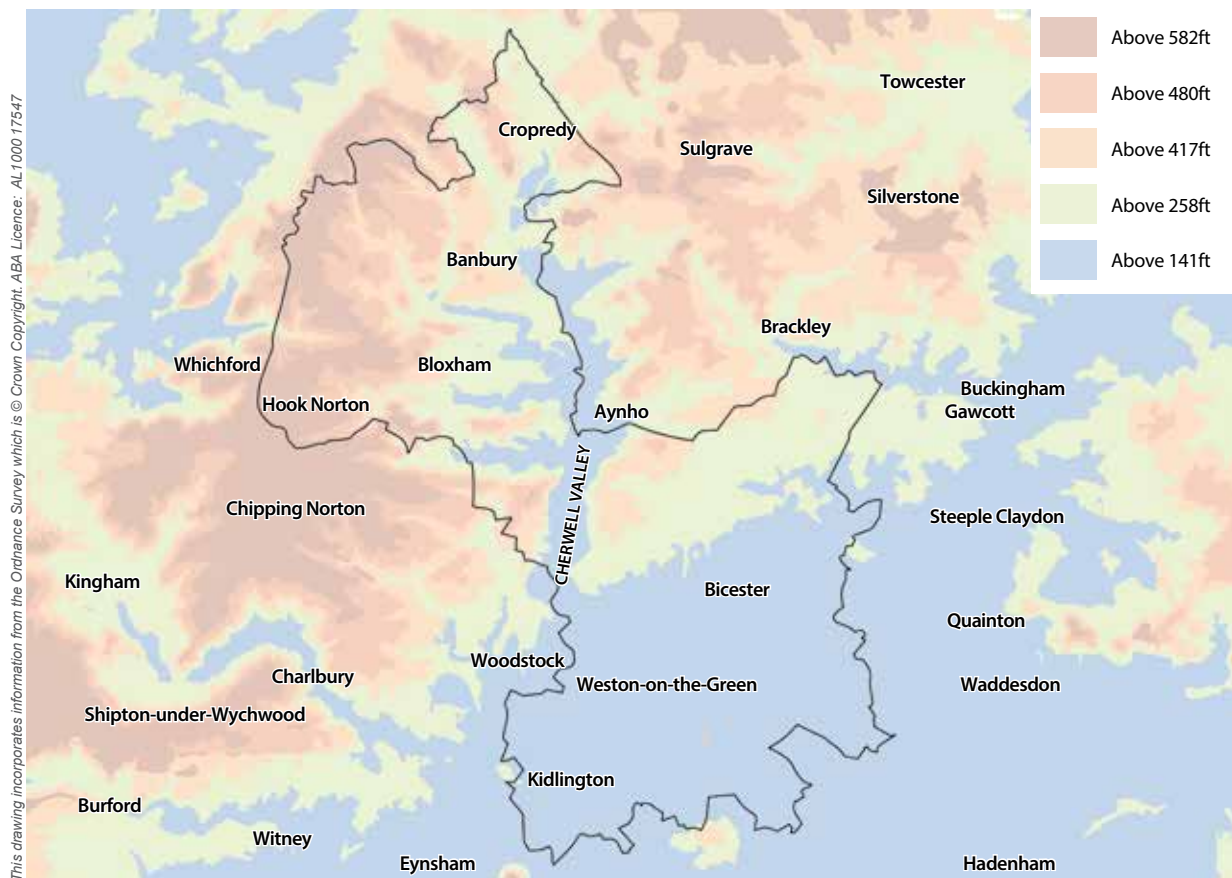 This drawing incorporates information from the Ordnance Survey which is © Crown Copyright. ABA Licence: AL1000 17547
Above 582ft
Above 480ft
Above 417ft
Above 258ft
Above 141ft
Towcester
Cropredy
Sulgrave
Silverstone
Banbury
Brackley
Whichford
Bloxham
Buckingham
Hook Norton
Aynho
Gawcott
CHERWELL VALLEY
Chipping Norton
Steeple Claydon
Kingham
Bicester
Quainton
Woodstock
Charlbury
Weston-on-the-Green
Waddesdon
Shipton-under-Wychwood
Kidlington
Burford
Witney
Eynsham
Hadenham